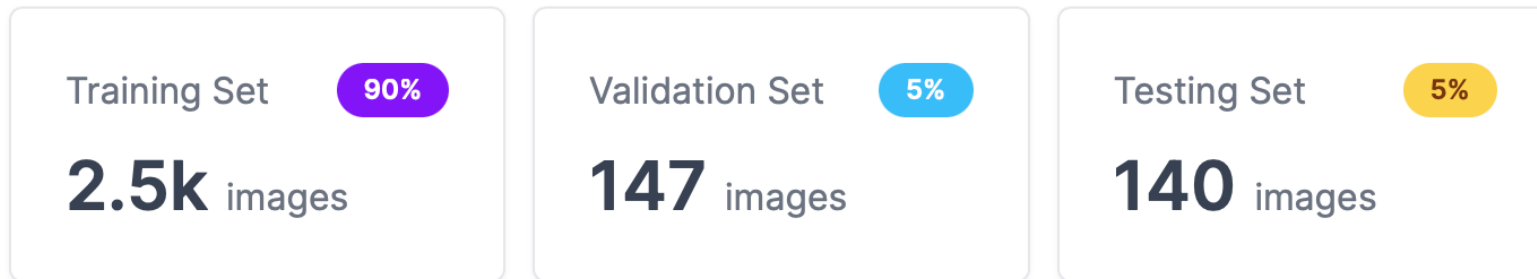 Training Set 90%
2.5k images
Validation Set 5%
147 images
Testing Set 5%
140 images